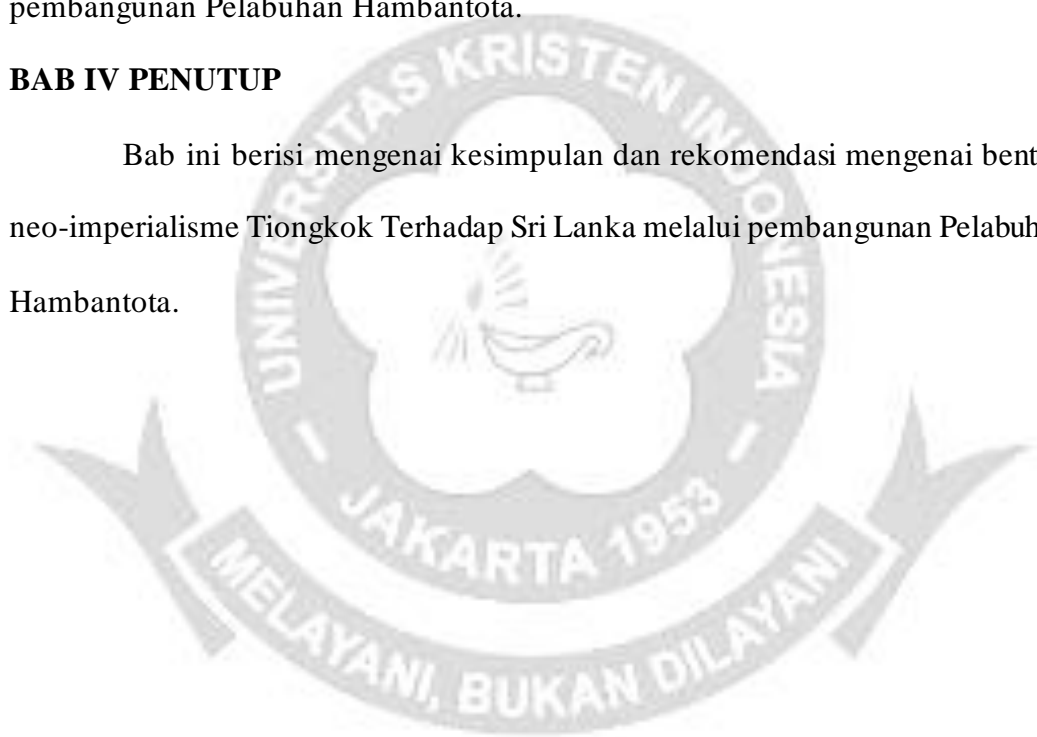 pembangunan Pelabuhan Hambantota.
BAB IV PENUTUP
Bab ini berisi mengenai kesimpulan dan rekomendasi mengenai bent
neo-imperialisme Tiongkok Terhadap Sri Lanka melalui pembangunan Pelabuh
Hambantota.
UNIVERSITAS KRISTEN INDONESIA
JAKARTA 1953
MELAYANI, BUKAN DILAYANI